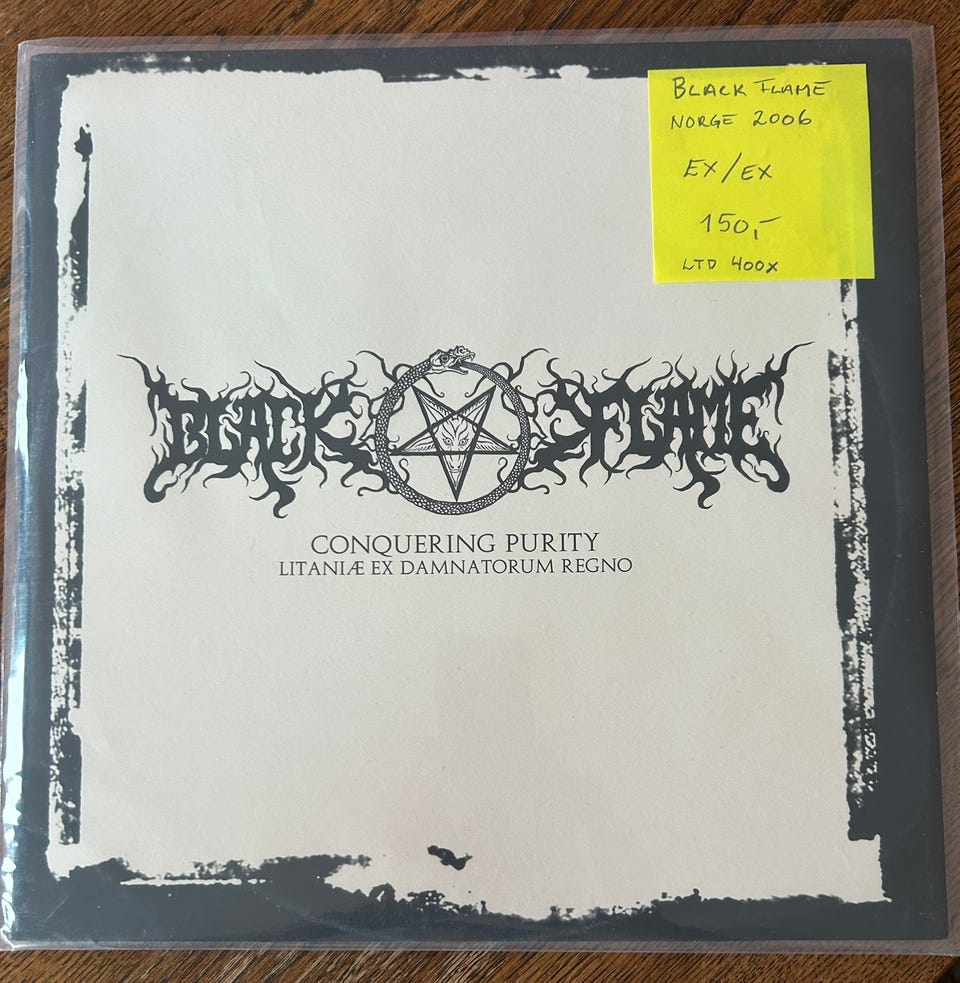 BLACK FLAME
NORGE 2006
EX/EX
150,-
LTD 400X
BLACK FLAME
CONQUERING PURITY
LITANIÆ EX DAMNATORUM REGNO